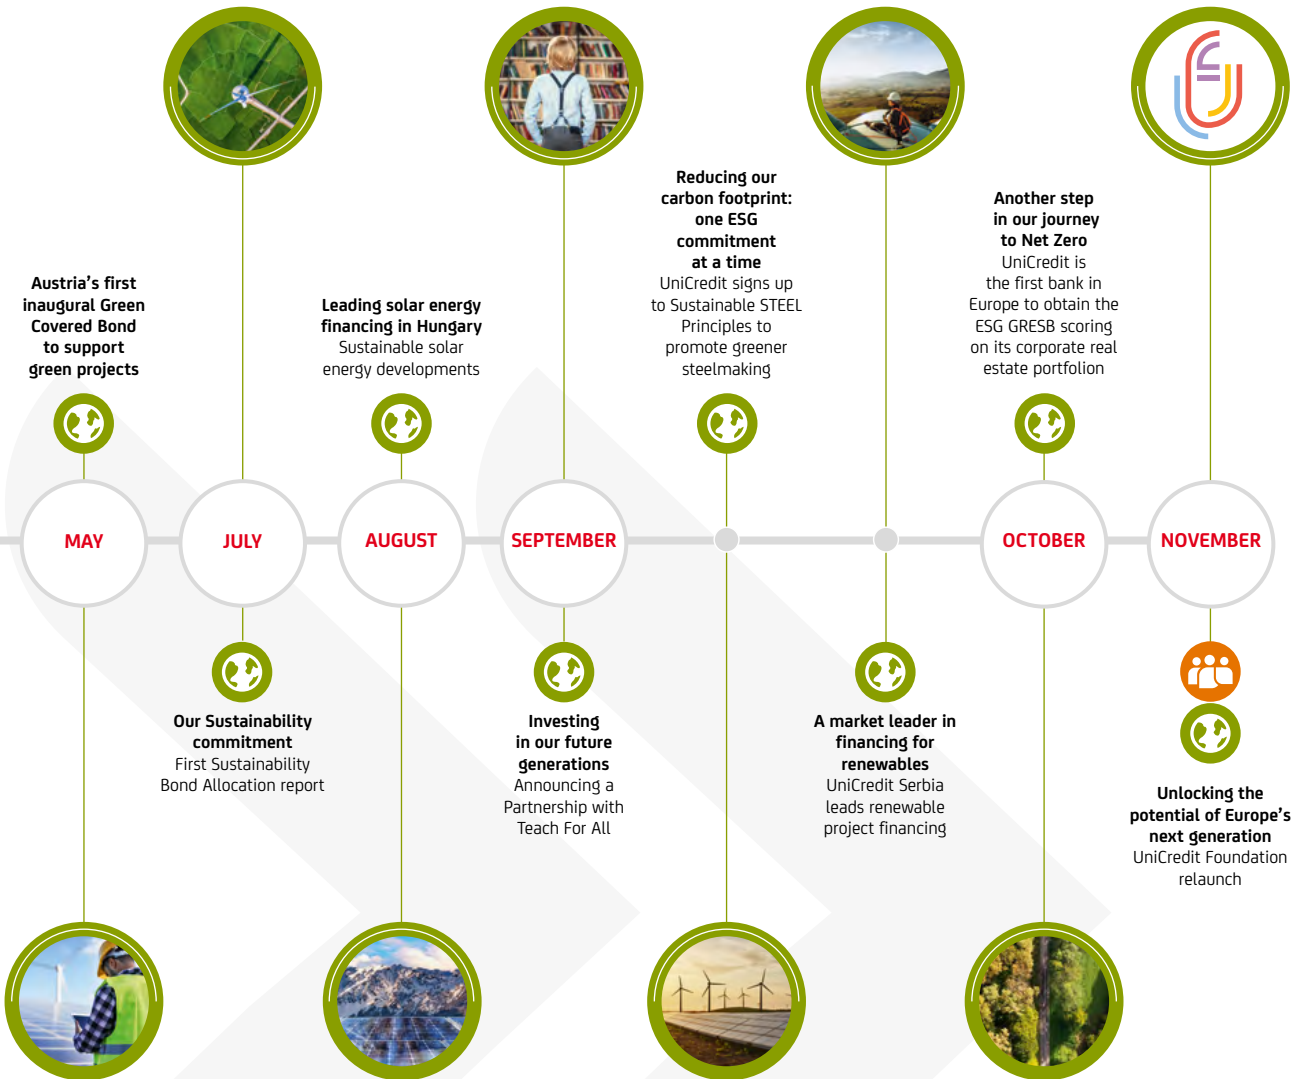 Austria's first
inaugural Green
Covered Bond
to support
green projects
MAY
JULY
Our Sustainability
commitment
First Sustainability
Bond Allocation report
Leading solar energy
financing in Hungary
Sustainable solar
energy developments
AUGUST
SEPTEMBER
Investing
in our future
generations
Announcing a
Partnership with
Teach For All
Reducing our
carbon footprint:
one ESG
commitment
at a time
UniCredit signs up
to Sustainable STEEL
Principles to
promote greener
steelmaking
A market leader in
financing for
renewables
UniCredit Serbia
leads renewable
project financing
Another step
in our journey
to Net Zero
UniCredit is
the first bank in
Europe to obtain the
ESG GRESB scoring
on its corporate real
estate portfolion
OCTOBER
NOVEMBER
Unlocking the
potential of Europe's
next generation
UniCredit Foundation
relaunch